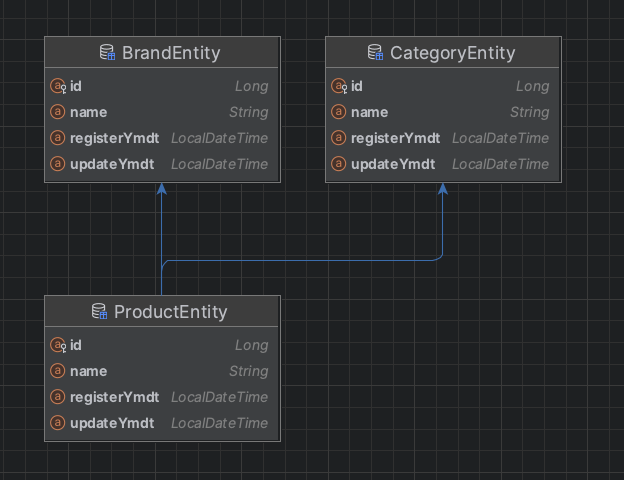 BrandEntity
id Long
name String
registerYmdt LocalDateTime
updateYmdt LocalDateTime
CategoryEntity
id Long
name String
registerYmdt LocalDateTime
updateYmdt LocalDateTime
ProductEntity
id Long
name String
registerYmdt LocalDateTime
updateYmdt LocalDateTime